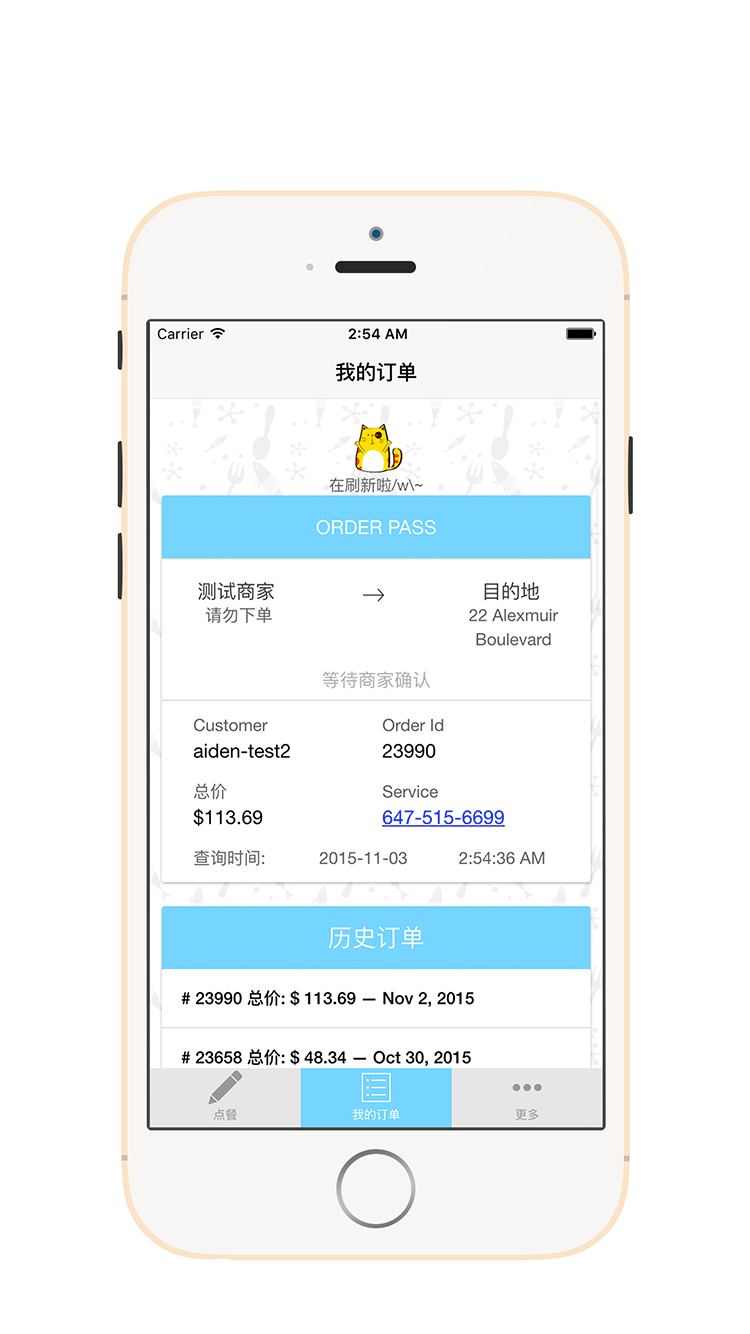 Carrier 2:54 AM
我的订单
在刷新啦/w\~
ORDER PASS
测试商家 → 目的地
请勿下单 22 Alexmuir
Boulevard
等待商家确认
Customer Order Id
aiden-test2 23990
总价 Service
$113.69 647-515-6699
查询时间: 2015-11-03 2:54:36 AM
历史订单
# 23990 总价: $ 113.69 — Nov 2, 2015
# 23658 总价: $ 48.34 — Oct 30, 2015
点餐 我的订单 更多